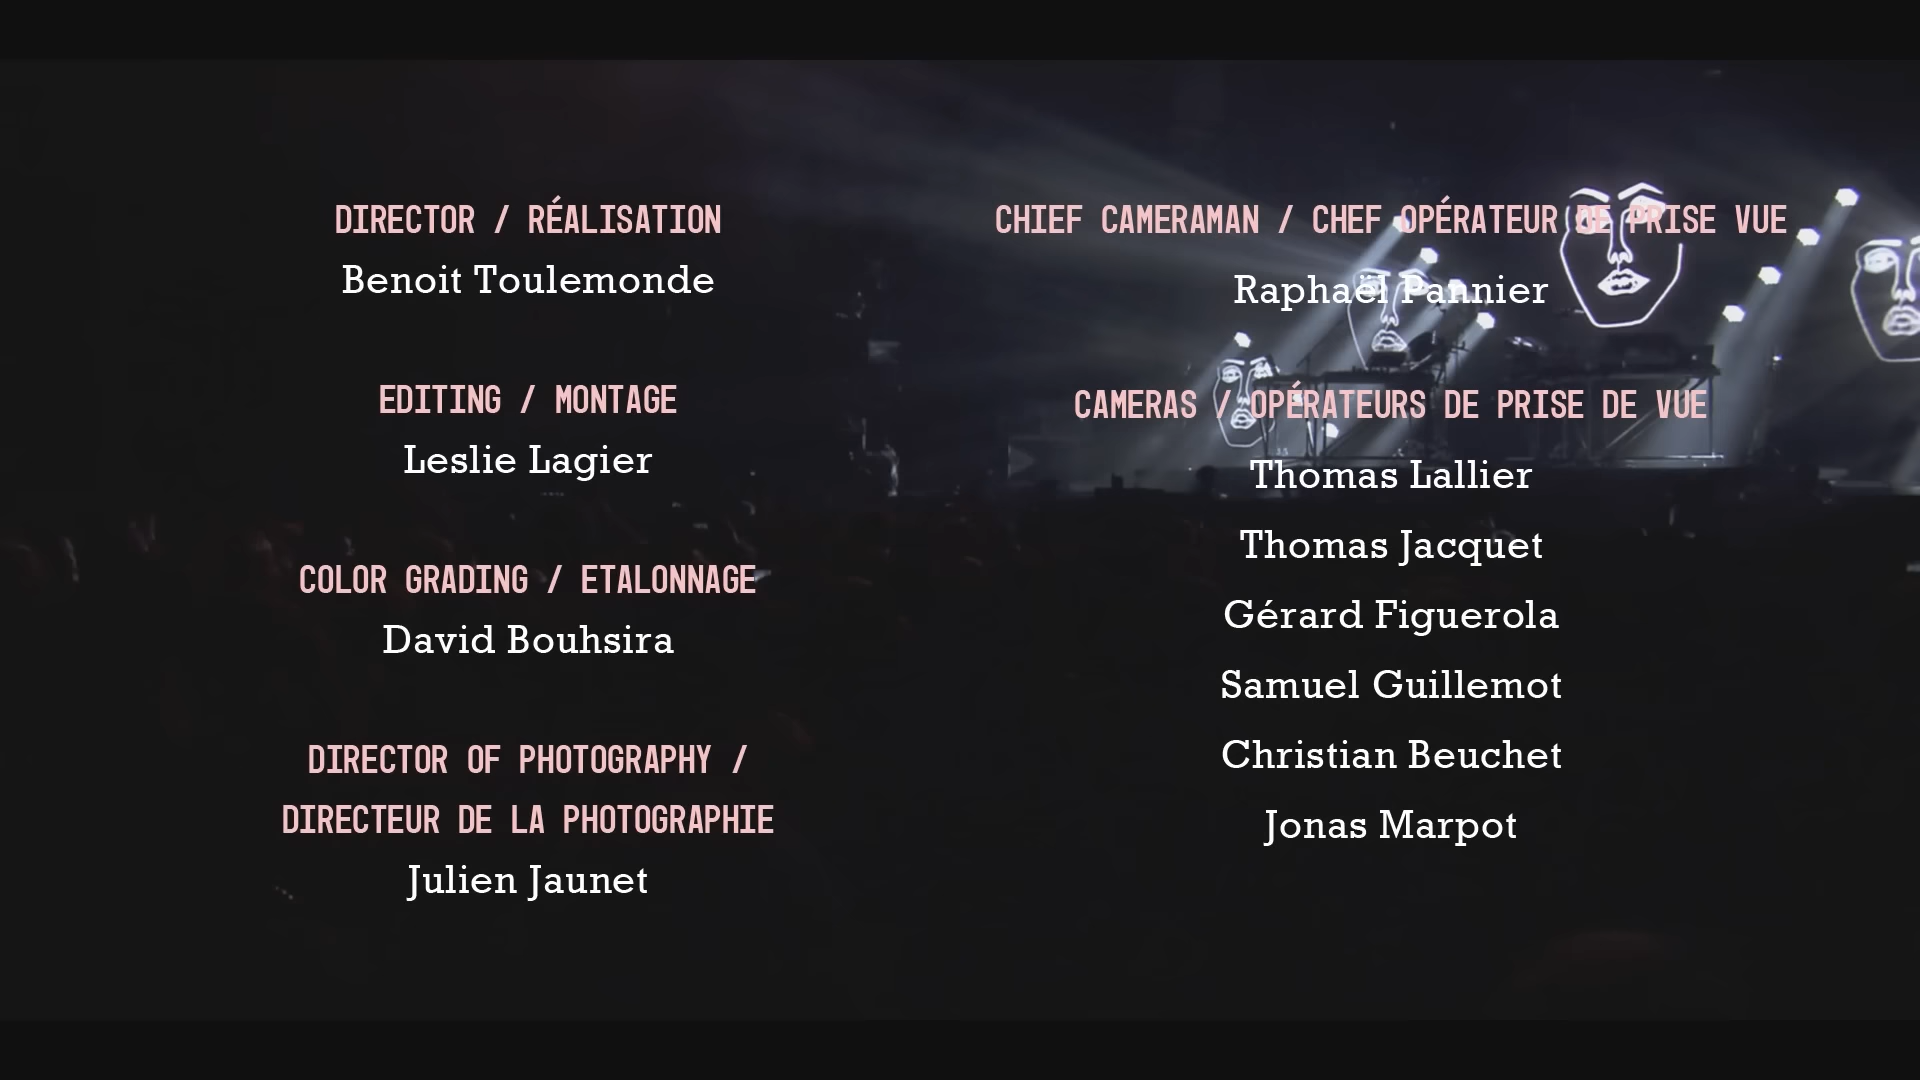 DIRECTOR / RÉALISATION
Benoit Toulemonde
EDITING / MONTAGE
Leslie Lagier
COLOR GRADING / ETALONNAGE
David Bouhsira
DIRECTOR OF PHOTOGRAPHY /
DIRECTEUR DE LA PHOTOGRAPHIE
Julien Jaunet
CHIEF CAMERAMAN / CHEF OPÉRATEUR DE PRISE VUE
Raphaël Pannier
CAMERAS / OPÉRATEURS DE PRISE DE VUE
Thomas Lallier
Thomas Jacquet
Gérard Figuerola
Samuel Guillemot
Christian Beuchet
Jonas Marpot